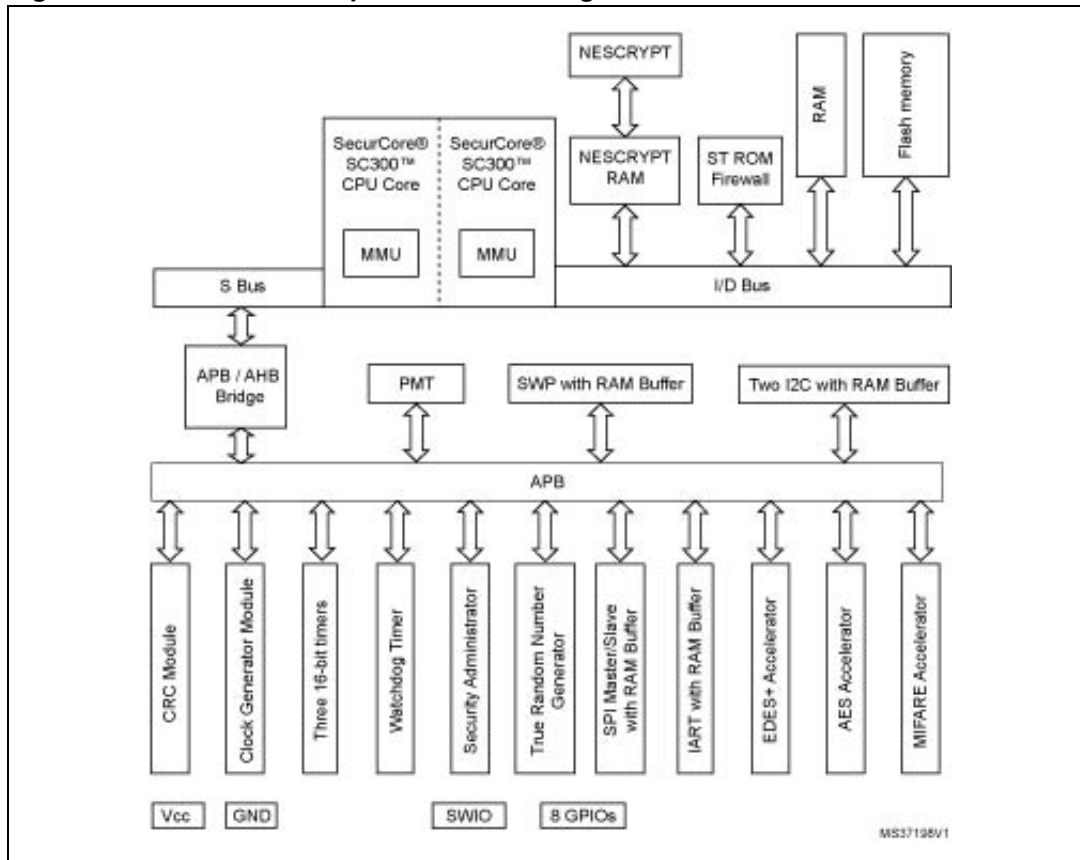 NESCRYPT
RAM
Flash memory
SecurCore®
SC300™
CPU Core
SecurCore®
SC300™
CPU Core
NESCRYPT
RAM
ST ROM
Firewall
MMU
MMU
S Bus
I/D Bus
APB / AHB
Bridge
PMT
SWP with RAM Buffer
Two I2C with RAM Buffer
APB
CRC Module
Clock Generator Module
Three 16-bit timers
Watchdog Timer
Security Administrator
True Random Number
Generator
SPI Master/Slave
with RAM Buffer
IART with RAM Buffer
EDES+ Accelerator
AES Accelerator
MIFARE Accelerator
Vcc
GND
SWIO
8 GPIOs
MS37198V1